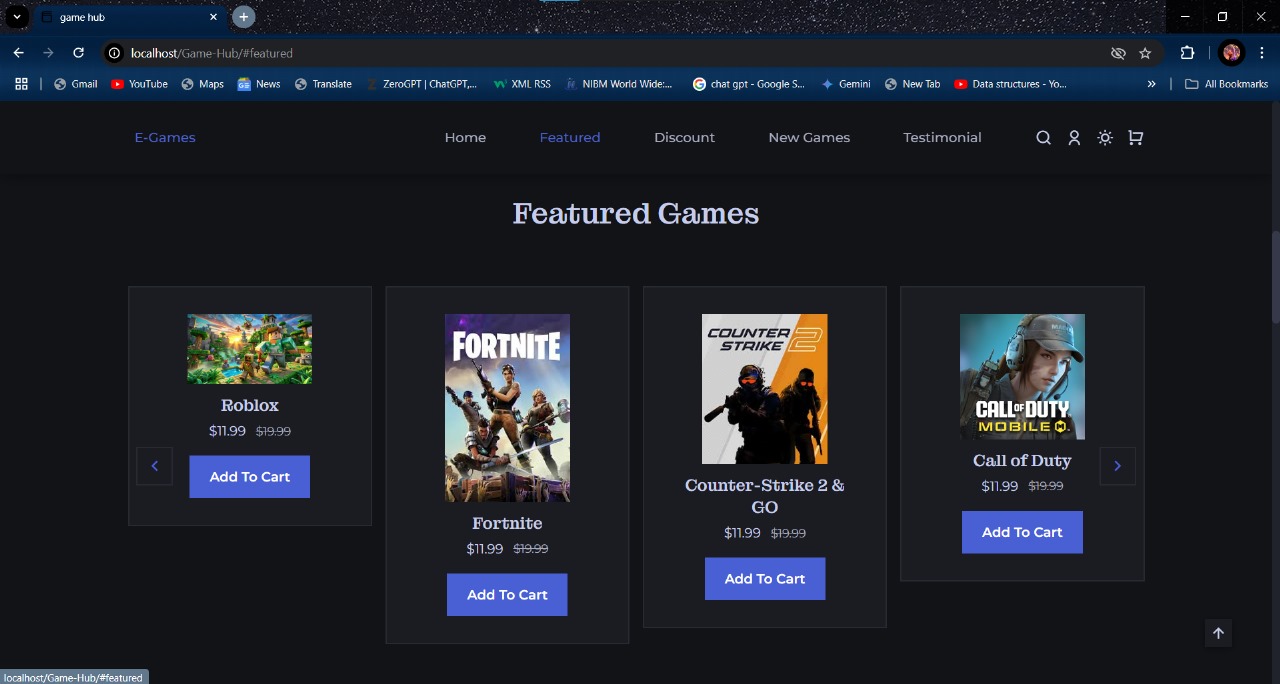 game hub
localhost/Game-Hub/#featured
Gmail YouTube Maps News Translate ZeroGPT | ChatGPT,... XML RSS NIBM World Wide:... chat gpt - Google S... Gemini New Tab Data structures - Yo... » All Bookmarks
E-Games Home Featured Discount New Games Testimonial
Featured Games
FORTNITE
COUNTER
STRIKE 2
CALL OF DUTY
MOBILE
Roblox
$11.99 $19.99
Add To Cart
Fortnite
$11.99 $19.99
Add To Cart
Counter-Strike 2 &
GO
$11.99 $19.99
Add To Cart
Call of Duty
$11.99 $19.99
Add To Cart
localhost/Game-Hub/#featured